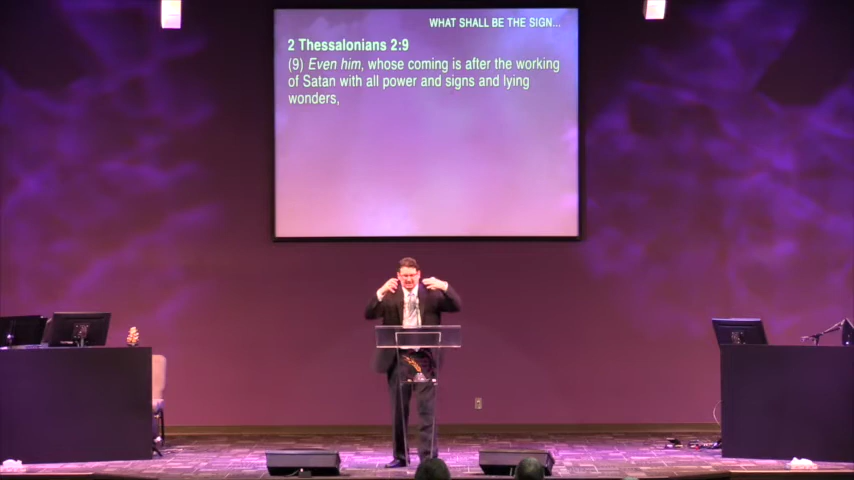 WHAT SHALL BE THE SIGN...
2 Thessalonians 2:9
(9) Even him, whose coming is after the working
of Satan with all power and signs and lying
wonders,